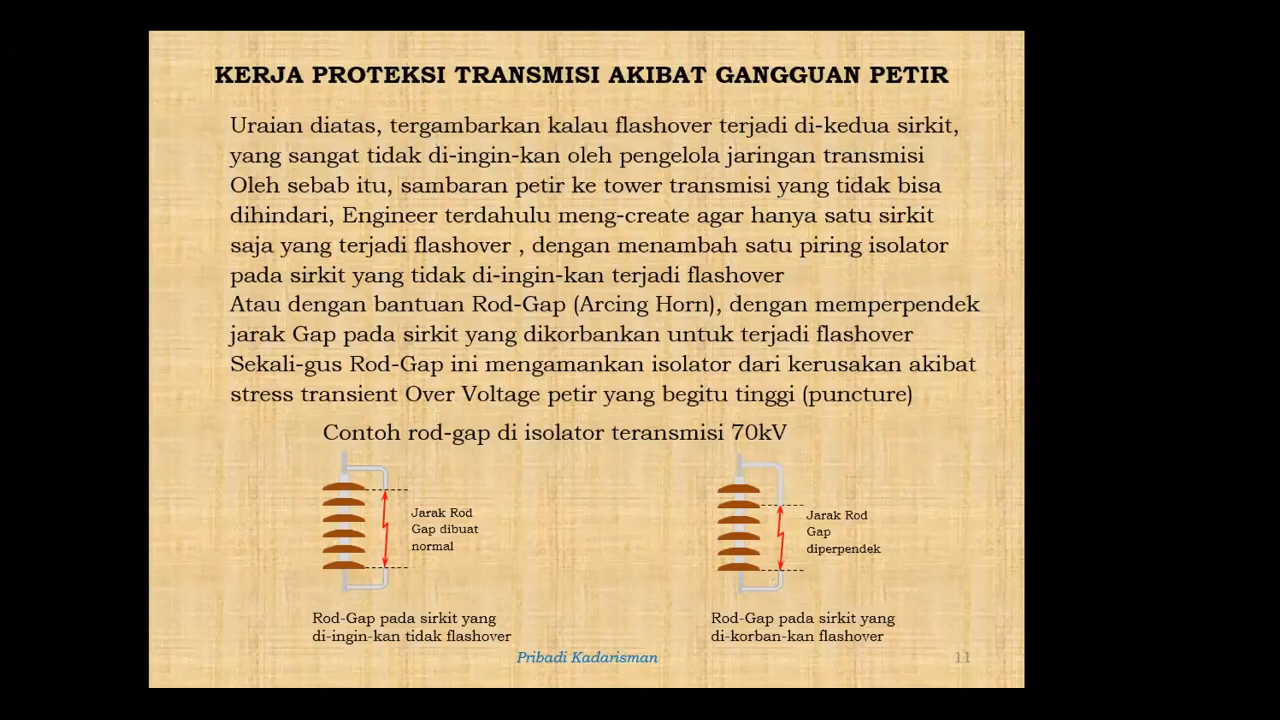 KERJA PROTEKSI TRANSMISI AKIBAT GANGGUAN PETIR
Uraian diatas, tergambarkan kalau flashover terjadi di-kedua sirkit,
yang sangat tidak di-ingin-kan oleh pengelola jaringan transmisi
Oleh sebab itu, sambaran petir ke tower transmisi yang tidak bisa
dihindari, Engineer terdahulu meng-create agar hanya satu sirkit
saja yang terjadi flashover , dengan menambah satu piring isolator
pada sirkit yang tidak di-ingin-kan terjadi flashover
Atau dengan bantuan Rod-Gap (Arcing Horn), dengan memperpendek
jarak Gap pada sirkit yang dikorbankan untuk terjadi flashover
Sekali-gus Rod-Gap ini mengamankan isolator dari kerusakan akibat
stress transient Over Voltage petir yang begitu tinggi (puncture)
Contoh rod-gap di isolator teransmisi 70kV
Jarak Rod
Gap dibuat
normal
Rod-Gap pada sirkit yang
di-ingin-kan tidak flashover
Jarak Rod
Gap
diperpendek
Rod-Gap pada sirkit yang
di-korban-kan flashover
Pribadi Kadarisman
11